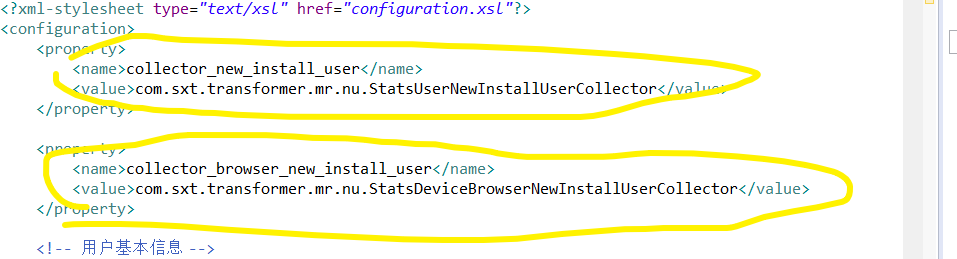 <?xml-stylesheet type="text/xsl" href="configuration.xsl"?>
<configuration>
<property>
<name>collector_new_install_user</name>
<value>com.sxt.transformer.mr.nu.StatsUserNewInstallUserCollector</value>
</property>
<property>
<name>collector_browser_new_install_user</name>
<value>com.sxt.transformer.mr.nu.StatsDeviceBrowserNewInstallUserCollector</value>
</property>
<!-- 用户基本信息 -->